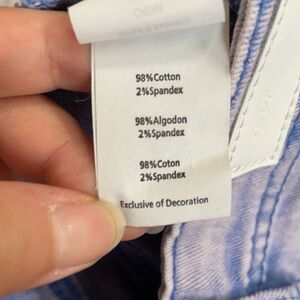 98%Cotton
2%Spandex
98%Algodon
2%Spandex
98%Coton
2%Spandex
Exclusive of Decoration